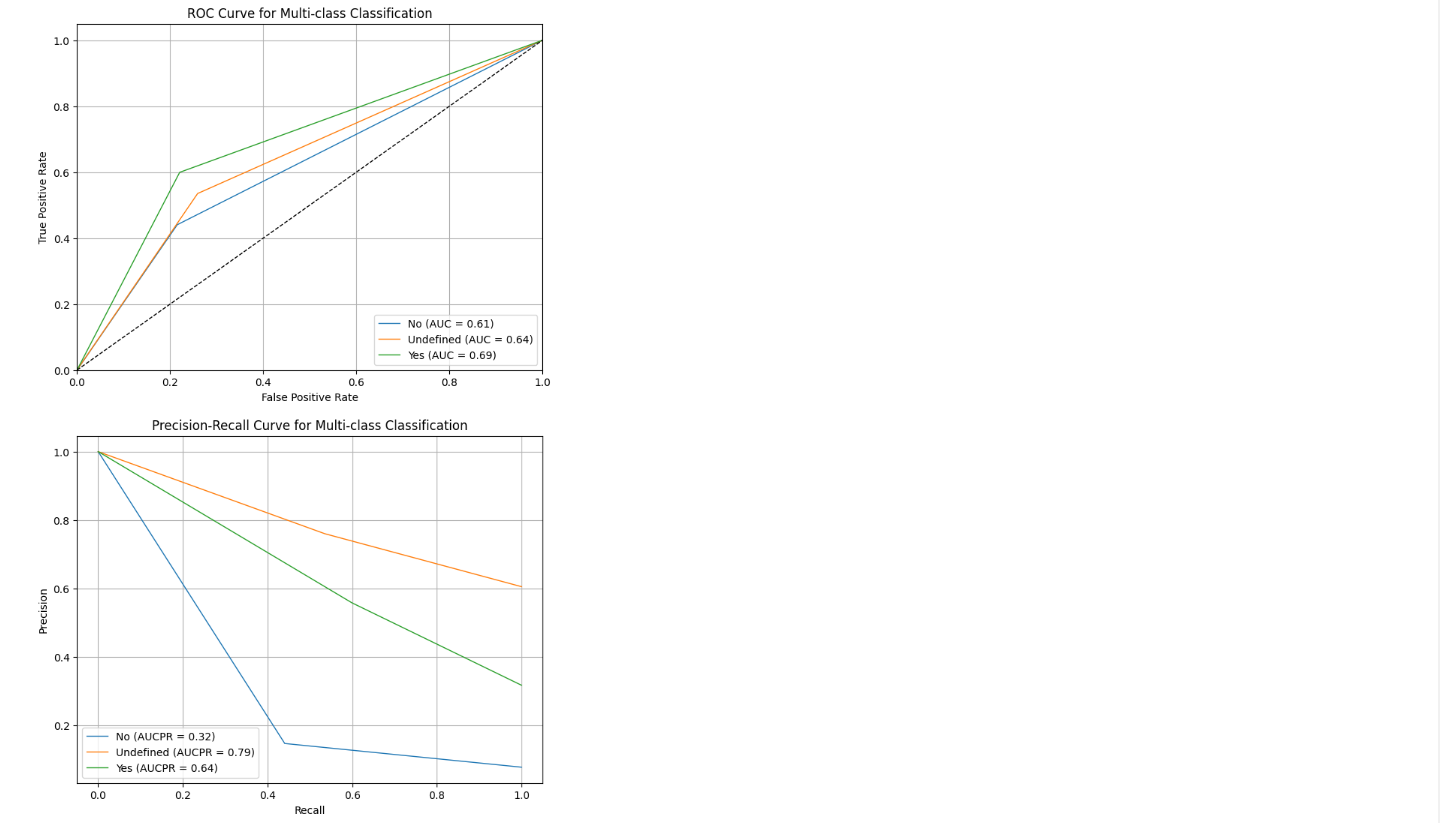 ROC Curve for Multi-class Classification
1.0
0.8
0.6
0.4
0.2
0.0
True Positive Rate
No (AUC = 0.61)
Undefined (AUC = 0.64)
Yes (AUC = 0.69)
0.0 0.2 0.4 0.6 0.8 1.0
False Positive Rate
Precision-Recall Curve for Multi-class Classification
1.0
0.8
0.6
0.4
0.2
Precision
No (AUCPR = 0.32)
Undefined (AUCPR = 0.79)
Yes (AUCPR = 0.64)
0.0 0.2 0.4 0.6 0.8 1.0
Recall